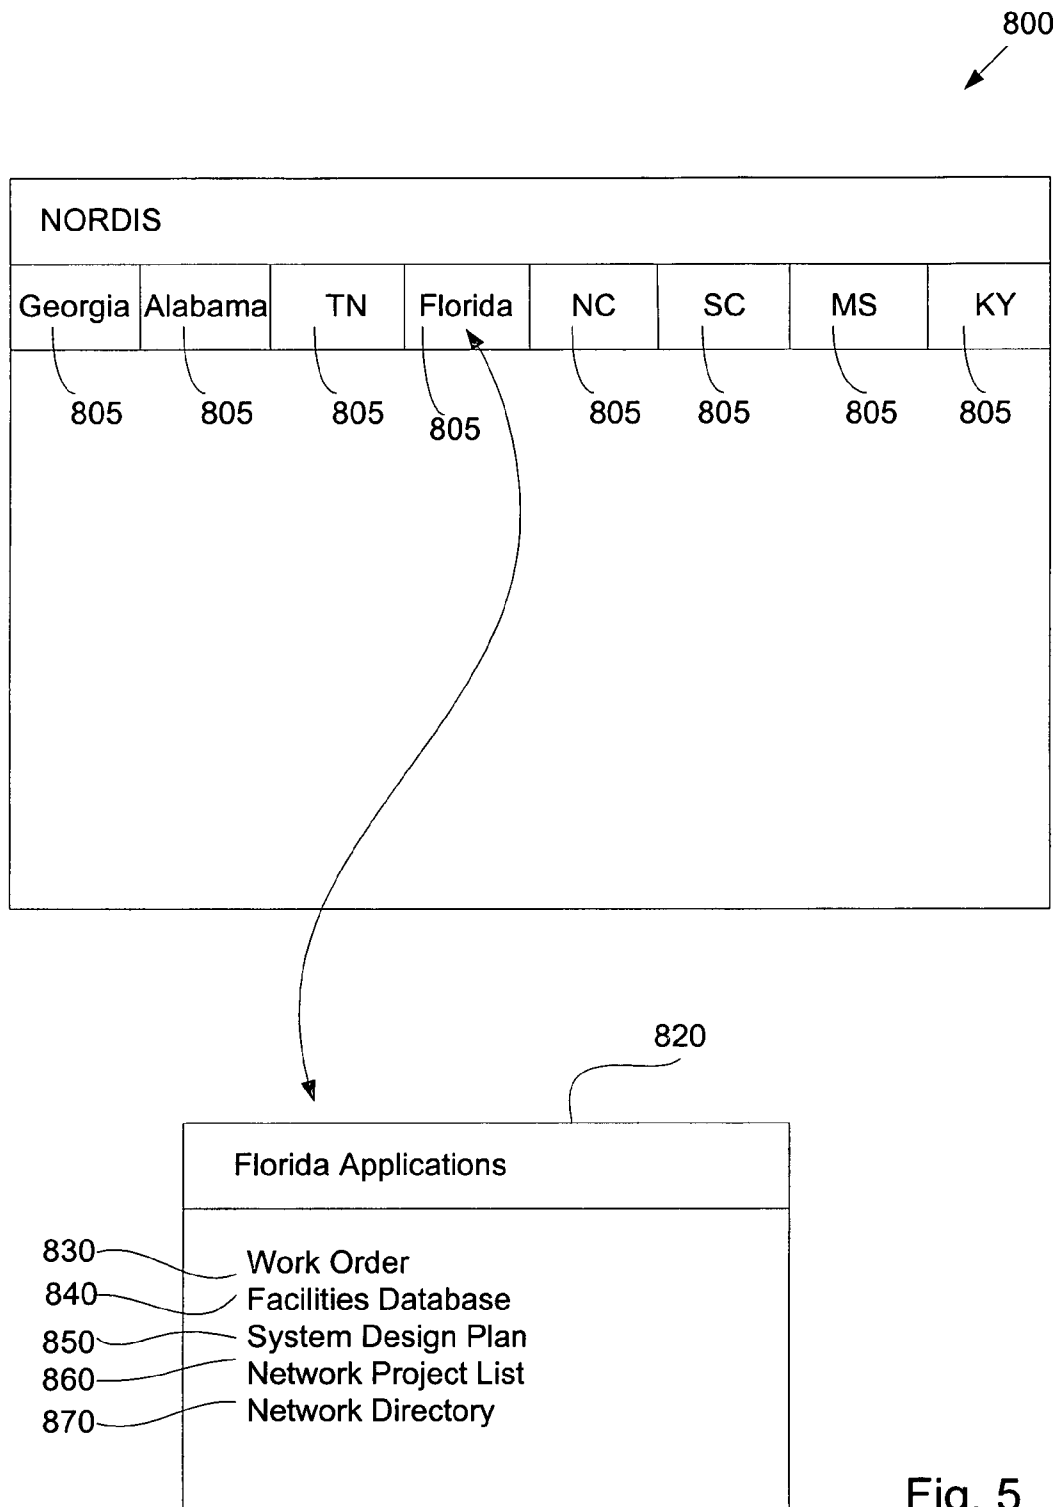 800
NORDIS
Georgia Alabama TN Florida NC SC MS KY
805 805 805 805 805 805 805 805
820
Florida Applications
830 Work Order
840 Facilities Database
850 System Design Plan
860 Network Project List
870 Network Directory
Fig. 5